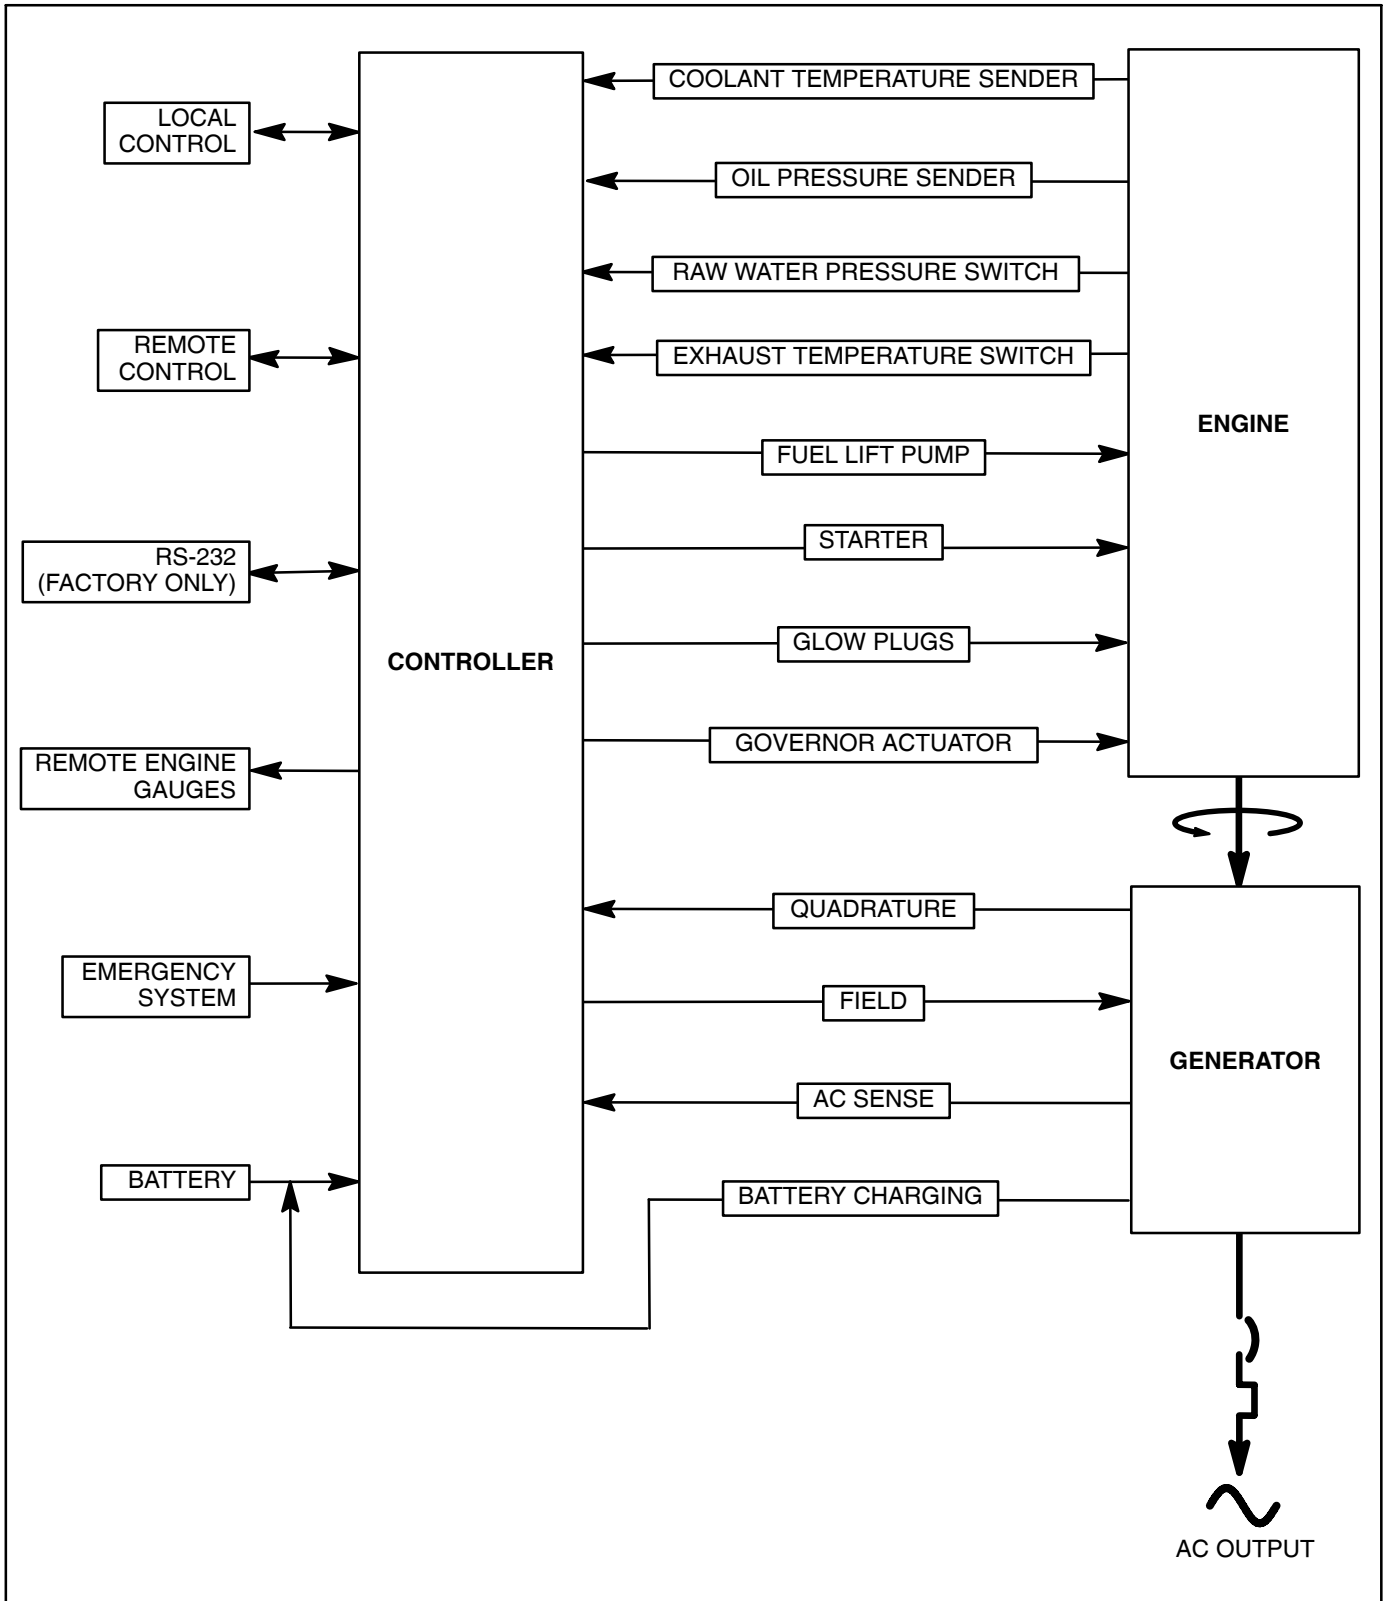 COOLANT TEMPERATURE SENDER
LOCAL
CONTROL
OIL PRESSURE SENDER
RAW WATER PRESSURE SWITCH
REMOTE
CONTROL
EXHAUST TEMPERATURE SWITCH
ENGINE
FUEL LIFT PUMP
STARTER
RS-232
(FACTORY ONLY)
GLOW PLUGS
CONTROLLER
GOVERNOR ACTUATOR
REMOTE ENGINE
GAUGES
QUADRATURE
EMERGENCY
SYSTEM
FIELD
GENERATOR
AC SENSE
BATTERY
BATTERY CHARGING
AC OUTPUT